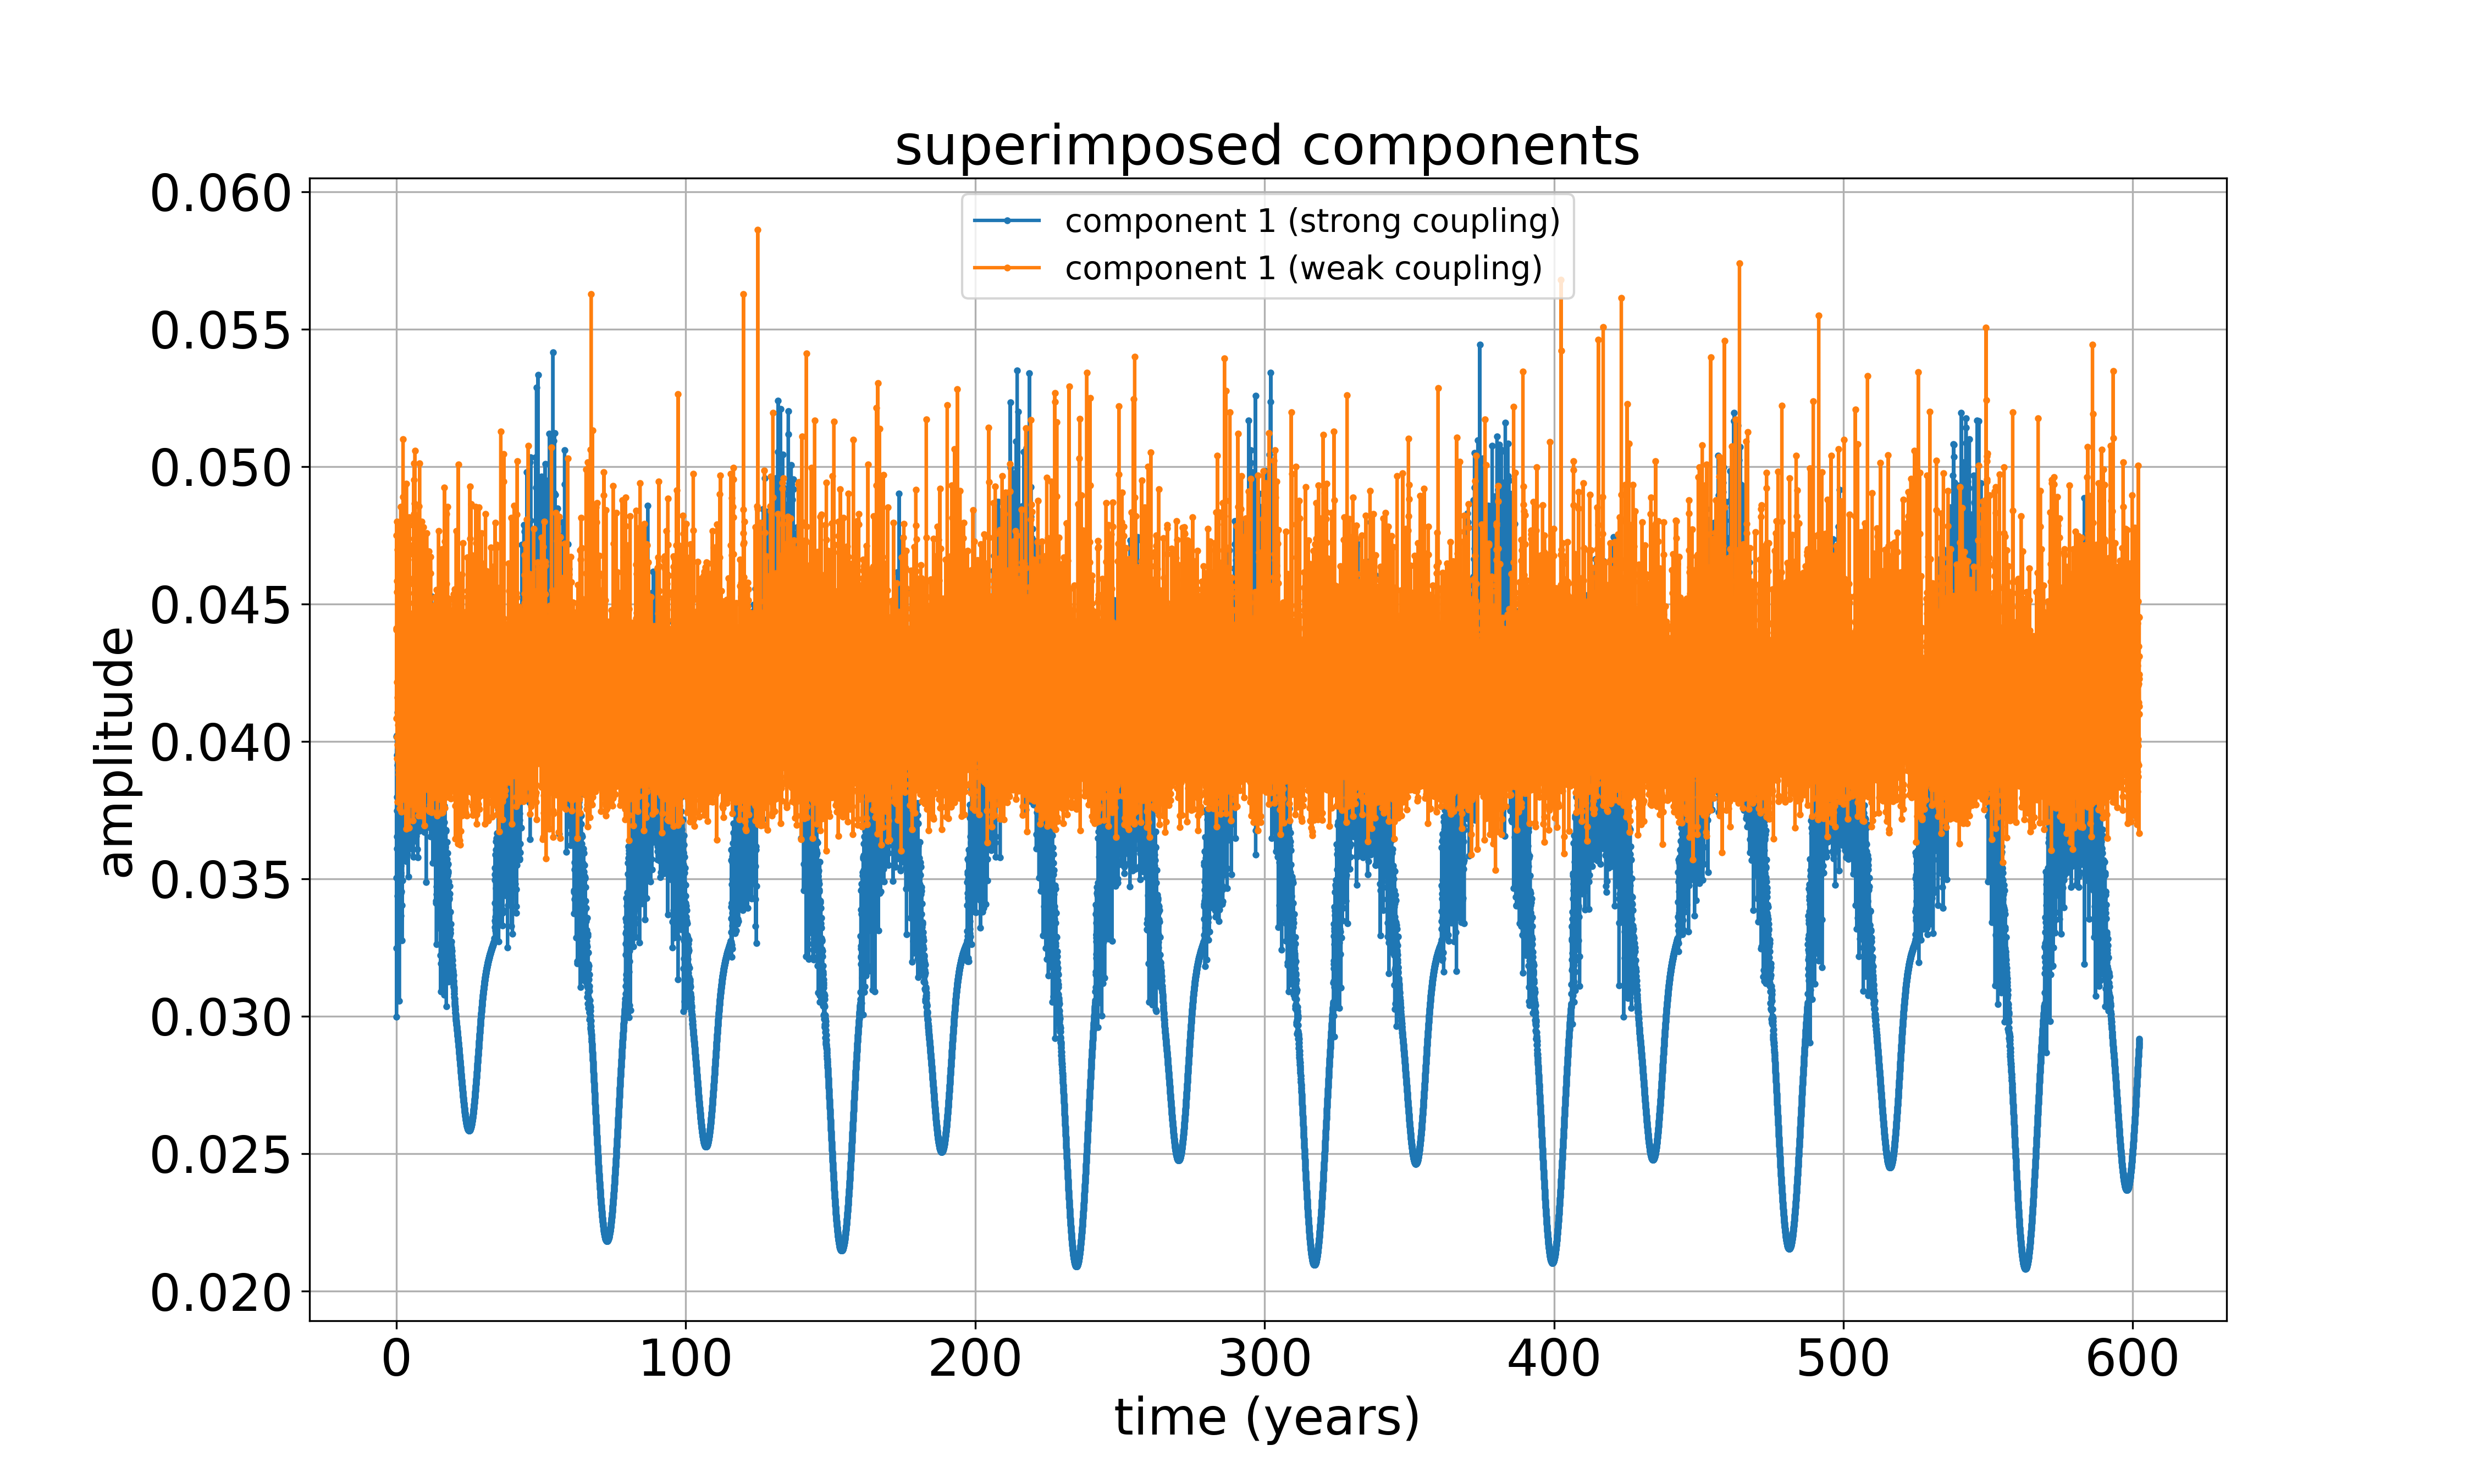 superimposed components
0.060
0.055
0.050
0.045
0.040
0.035
0.030
0.025
0.020
amplitude
component 1 (strong coupling)
component 1 (weak coupling)
0 100 200 300 400 500 600
time (years)